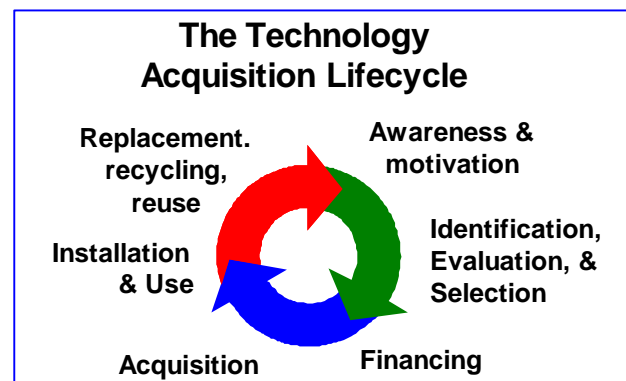 The Technology
Acquisition Lifecycle
Awareness &
motivation
Identification,
Evaluation, &
Selection
Financing
Acquisition
Installation
& Use
Replacement.
recycling,
reuse